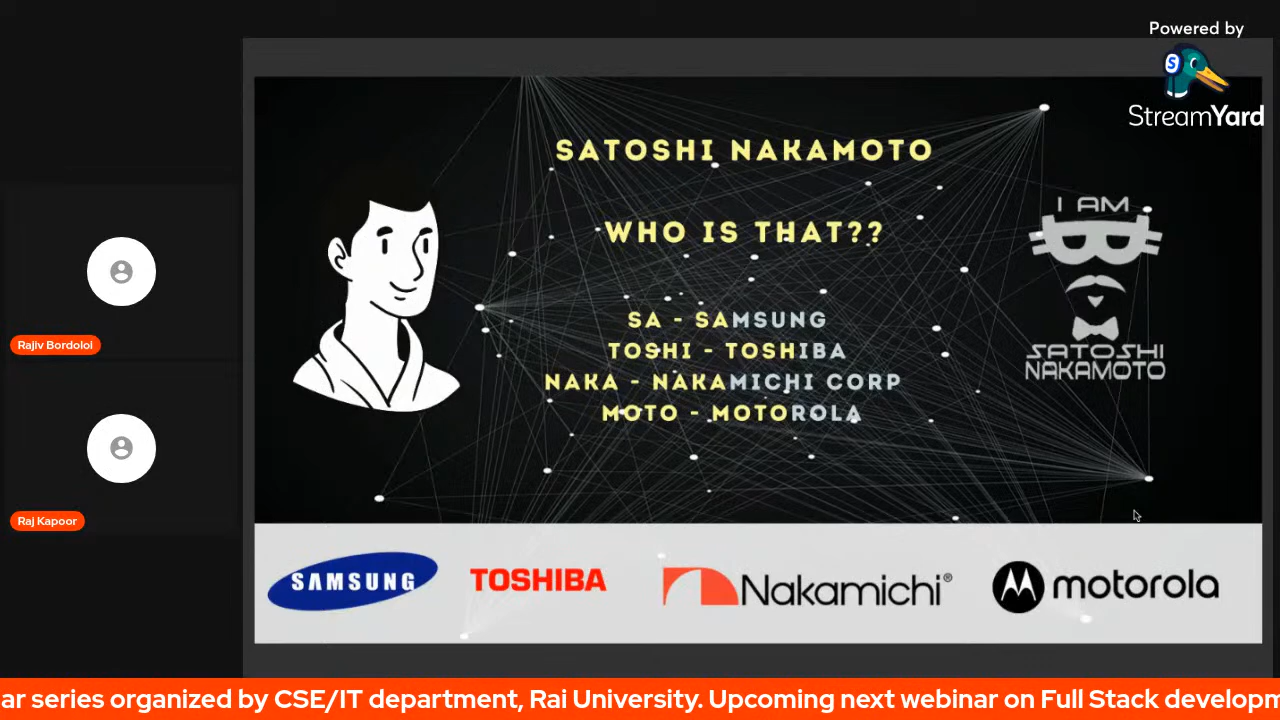 Powered by
StreamYard
SATOSHI NAKAMOTO
WHO IS THAT??
SA - SAMSUNG
TOSHI - TOSHIBA
NAKA - NAKAMICHI CORP
MOTO - MOTOROLA
I AM
SATOSHI
NAKAMOTO
Rajiv Bordoloi
Raj Kapoor
SAMSUNG
TOSHIBA
Nakamichi®
motorola
ar series organized by CSE/IT department, Rai University. Upcoming next webinar on Full Stack developm